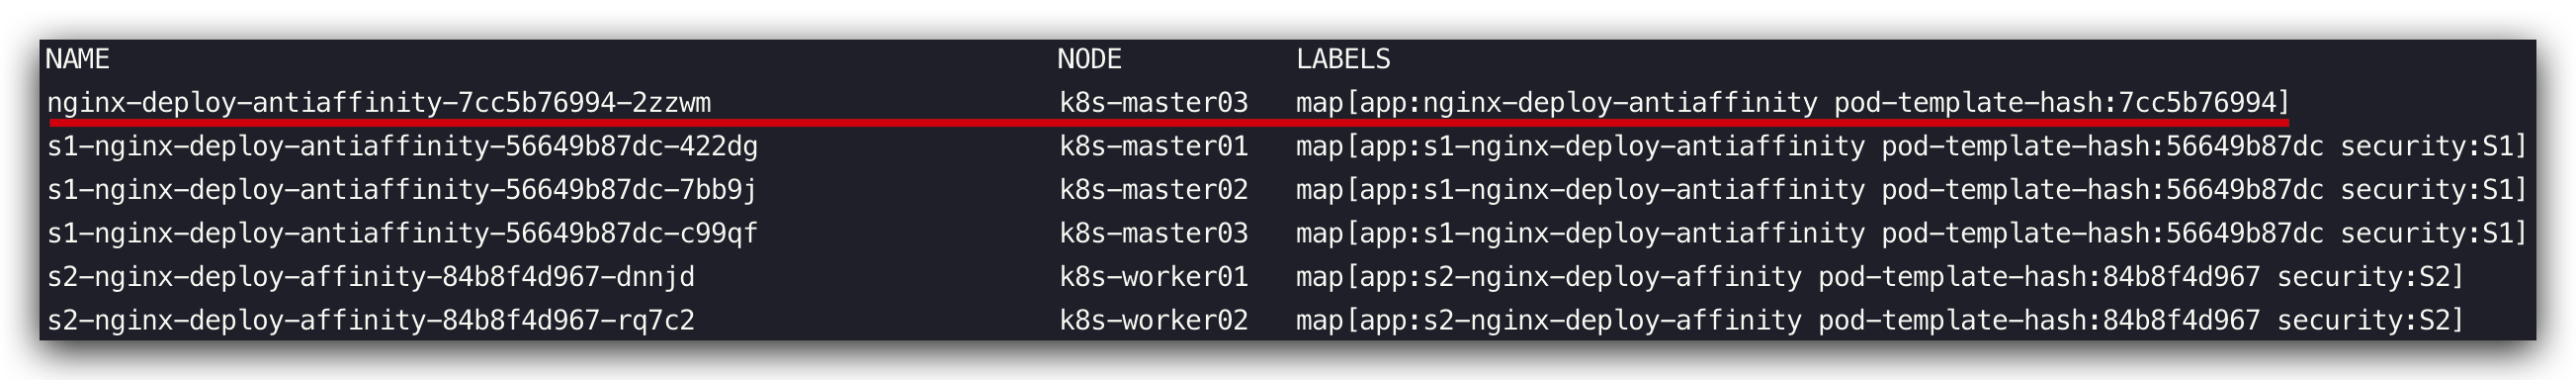 NAME NODE LABELS
nginx-deploy-antiaffinity-7cc5b76994-2zzwm k8s-master03 map[app:nginx-deploy-antiaffinity pod-template-hash:7cc5b76994]
s1-nginx-deploy-antiaffinity-56649b87dc-422dg k8s-master01 map[app:s1-nginx-deploy-antiaffinity pod-template-hash:56649b87dc security:S1]
s1-nginx-deploy-antiaffinity-56649b87dc-7bb9j k8s-master02 map[app:s1-nginx-deploy-antiaffinity pod-template-hash:56649b87dc security:S1]
s1-nginx-deploy-antiaffinity-56649b87dc-c99qf k8s-master03 map[app:s1-nginx-deploy-antiaffinity pod-template-hash:56649b87dc security:S1]
s2-nginx-deploy-affinity-84b8f4d967-dnnjd k8s-worker01 map[app:s2-nginx-deploy-affinity pod-template-hash:84b8f4d967 security:S2]
s2-nginx-deploy-affinity-84b8f4d967-rq7c2 k8s-worker02 map[app:s2-nginx-deploy-affinity pod-template-hash:84b8f4d967 security:S2]